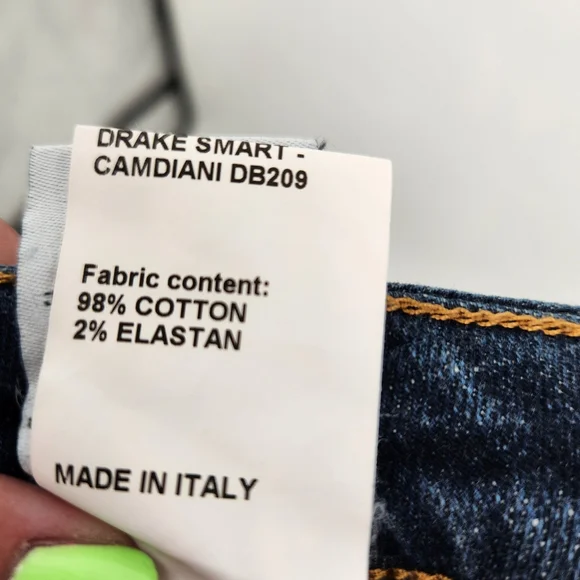 DRAKE SMART -
CAMDIANI DB209
Fabric content:
98% COTTON
2% ELASTAN
MADE IN ITALY